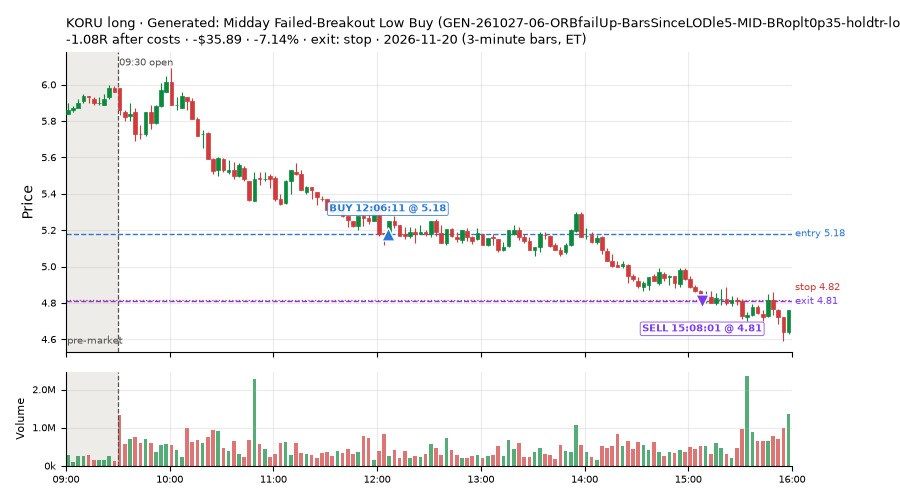 KORU long · Generated: Midday Failed-Breakout Low Buy (GEN-261027-06-ORBfailUp-BarsSinceLODle5-MID-BRoplt0p35-holdtr-lo
-1.08R after costs · -$35.89 · -7.14% · exit: stop · 2026-11-20 (3-minute bars, ET)
09:30 open
6.0
5.8
5.6
5.4
5.2
5.0
4.8
4.6
Price
BUY 12:06:11 @ 5.18
entry 5.18
stop 4.82
exit 4.81
SELL 15:08:01 @ 4.81
pre-market
2.0M
1.0M
0k
Volume
09:00
10:00
11:00
12:00
13:00
14:00
15:00
16:00